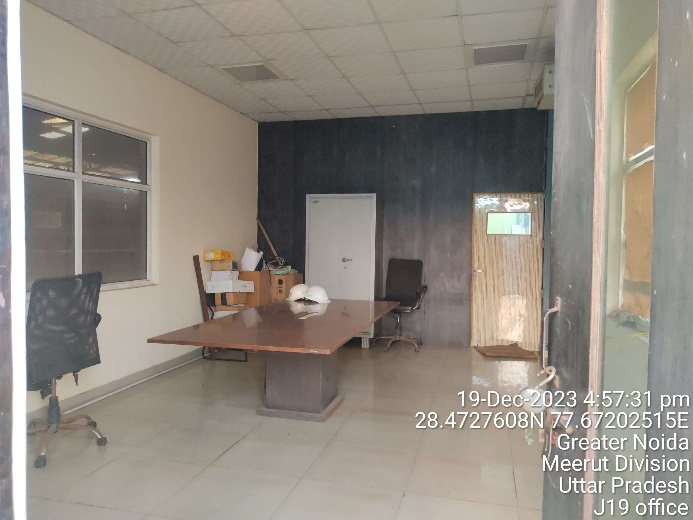 19-Dec-2023 4:57:31 pm
28.4727608N 77.67202515E
Greater Noida
Meerut Division
Uttar Pradesh
J19 office